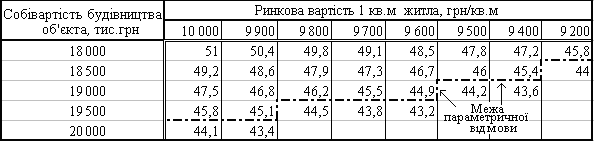 Собівартість будівництва об'єкта, тис.грн
Ринкова вартість 1 кв.м житла, грн/кв.м
10 000 9 900 9 800 9 700 9 600 9 500 9 400 9 200
18 000 51 50,4 49,8 49,1 48,5 47,8 47,2 45,8
18 500 49,2 48,6 47,9 47,3 46,7 46 45,4 44
19 000 47,5 46,8 46,2 45,5 44,9 44,2 43,6
19 500 45,8 45,1 44,5 43,8 43,2
20 000 44,1 43,4
Межа
параметричної
відмови